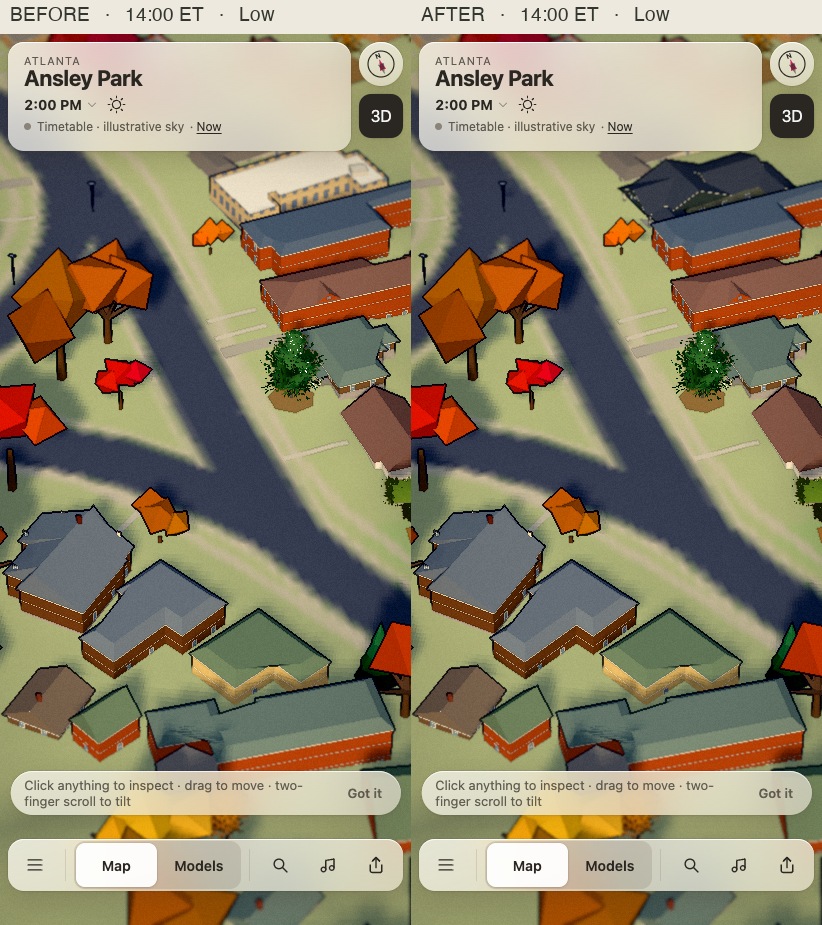 BEFORE · 14:00 ET · Low
ATLANTA
Ansley Park
2:00 PM
Timetable · illustrative sky · Now
N
3D
Click anything to inspect · drag to move · two-
finger scroll to tilt
Got it
Map
Models
AFTER · 14:00 ET · Low
ATLANTA
Ansley Park
2:00 PM
Timetable · illustrative sky · Now
N
3D
Click anything to inspect · drag to move · two-
finger scroll to tilt
Got it
Map
Models